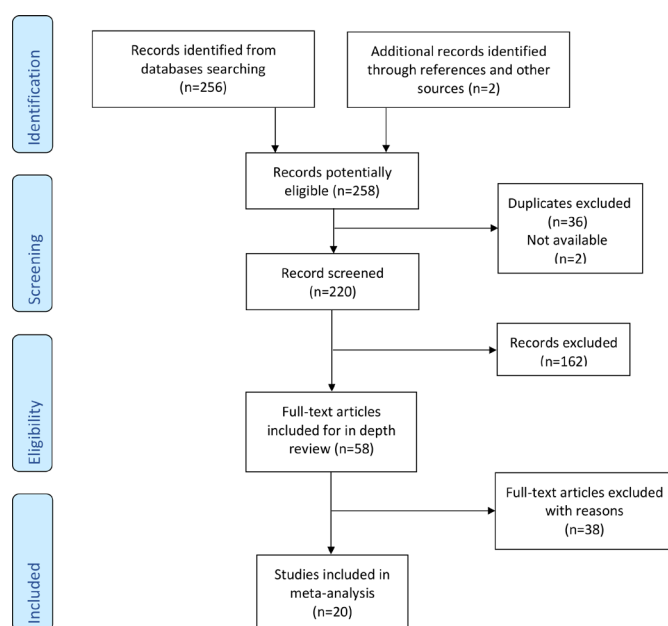 Identification
Records identified from
databases searching
(n=256)
Additional records identified
through references and other
sources (n=2)
Records potentially
eligible (n=258)
Screening
Duplicates excluded
(n=36)
Not available
(n=2)
Record screened
(n=220)
Records excluded
(n=162)
Eligibility
Full-text articles
included for in depth
review (n=58)
Full-text articles excluded
with reasons
(n=38)
Included
Studies included in
meta-analysis
(n=20)